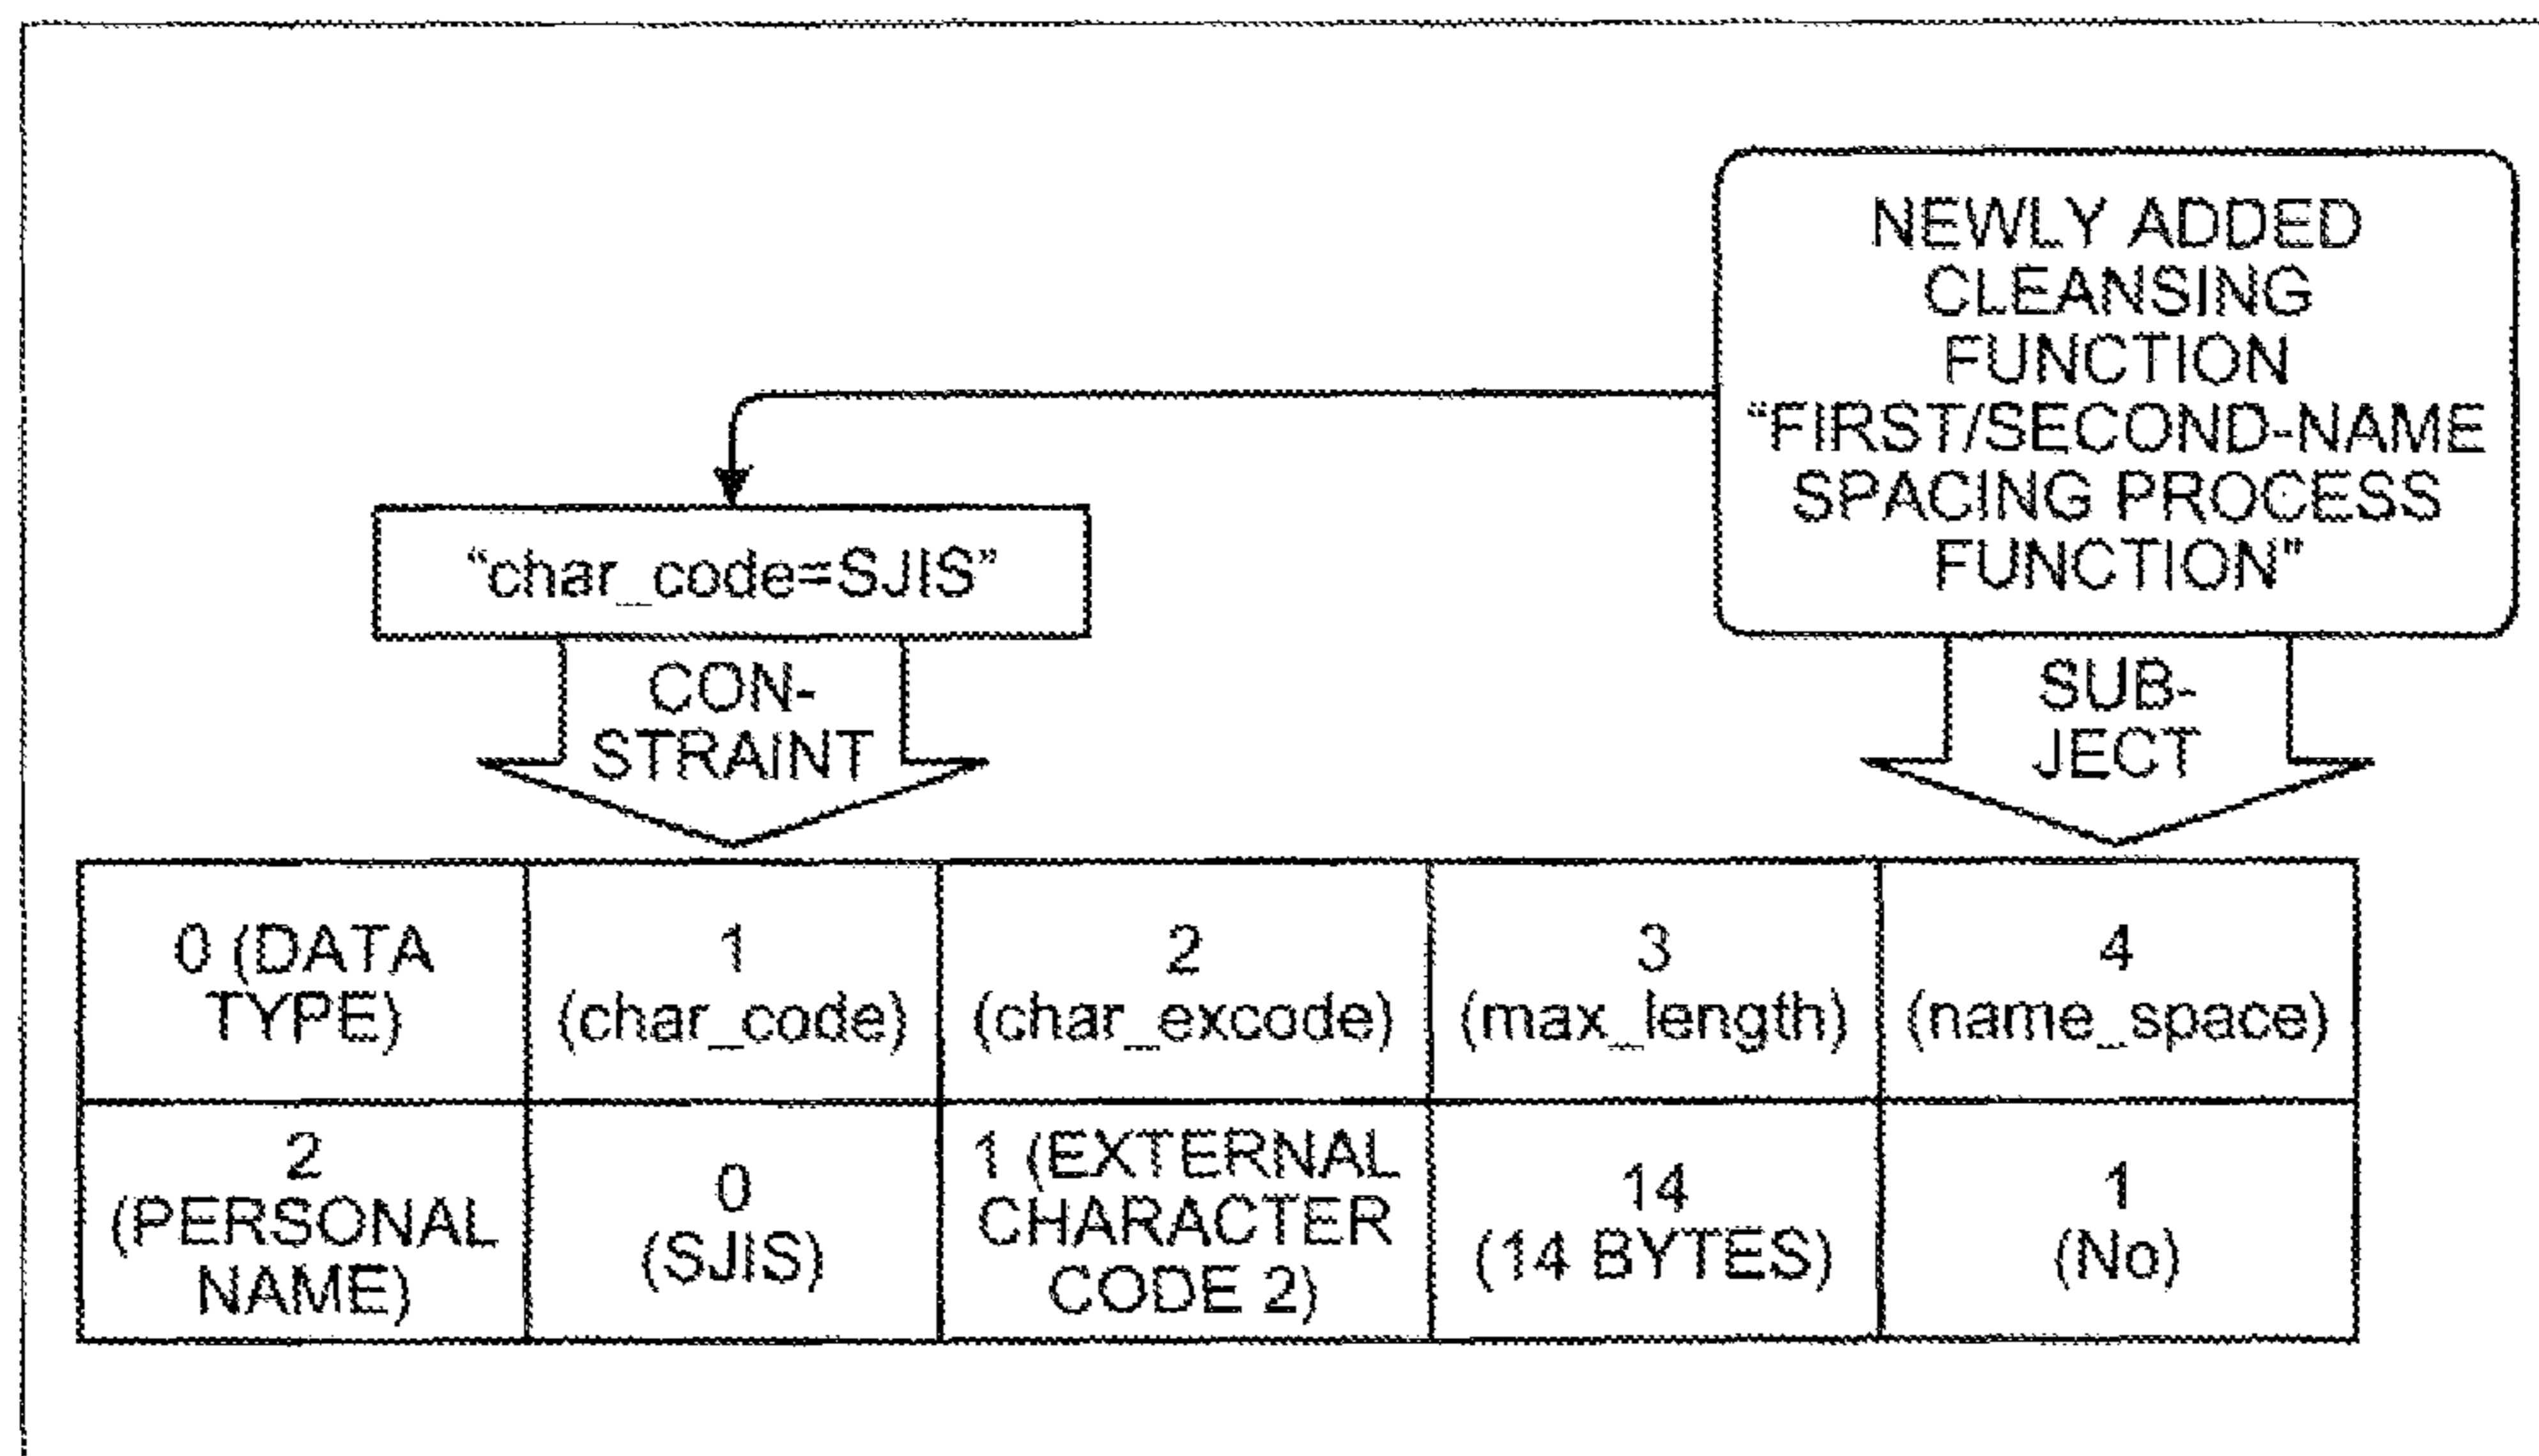 NEWLY ADDED
CLEANSING
FUNCTION
“FIRST/SECOND-NAME
SPACING PROCESS
FUNCTION”
“char_code=SJIS”
CON-
STRAINT
SUB-
JECT
0 (DATA
TYPE)
1
(char_code)
2
(char_excode)
3
(max_length)
4
(name_space)
2
(PERSONAL
NAME)
0
(SJIS)
1 (EXTERNAL
CHARACTER
CODE 2)
14
(14 BYTES)
1
(No)